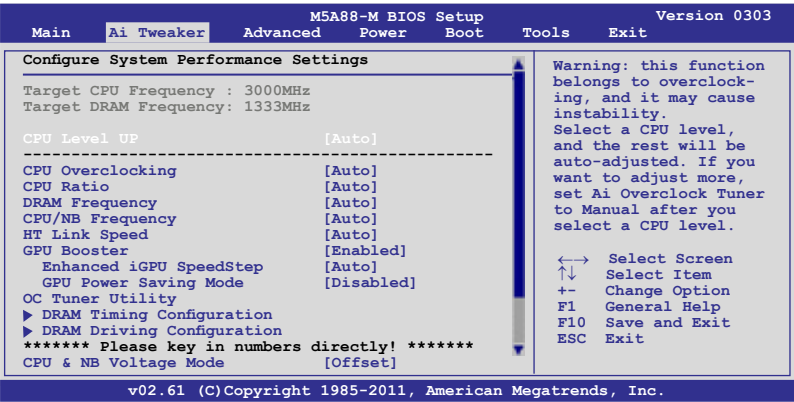 M5A88-M BIOS Setup Version 0303
Main Ai Tweaker Advanced Power Boot Tools Exit
Configure System Performance Settings
Target CPU Frequency : 3000MHz
Target DRAM Frequency: 1333MHz
CPU Level UP [Auto]
------------------------------------------------
CPU Overclocking [Auto]
CPU Ratio [Auto]
DRAM Frequency [Auto]
CPU/NB Frequency [Auto]
HT Link Speed [Auto]
GPU Booster [Enabled]
Enhanced iGPU SpeedStep [Auto]
GPU Power Saving Mode [Disabled]
OC Tuner Utility
▶ DRAM Timing Configuration
▶ DRAM Driving Configuration
******* Please key in numbers directly! *******
CPU & NB Voltage Mode [Offset]
Warning: this function
belongs to overclock-
ing, and it may cause
instability.
Select a CPU level,
and the rest will be
auto-adjusted. If you
want to adjust more,
set Ai Overclock Tuner
to Manual after you
select a CPU level.
←→ Select Screen
↑↓ Select Item
+- Change Option
F1 General Help
F10 Save and Exit
ESC Exit
v02.61 (C)Copyright 1985-2011, American Megatrends, Inc.